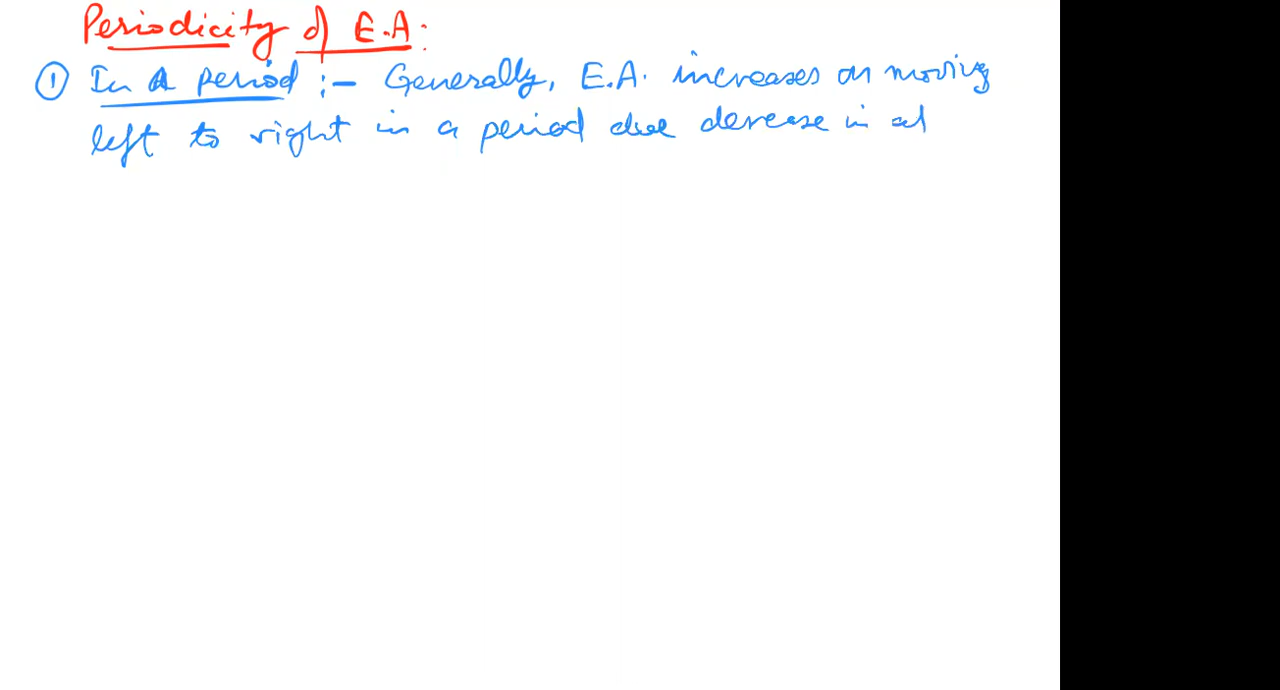 Periodicity of E.A:
① In A period :- Generally, E.A. increases on moving
left to right in a period due decrease in